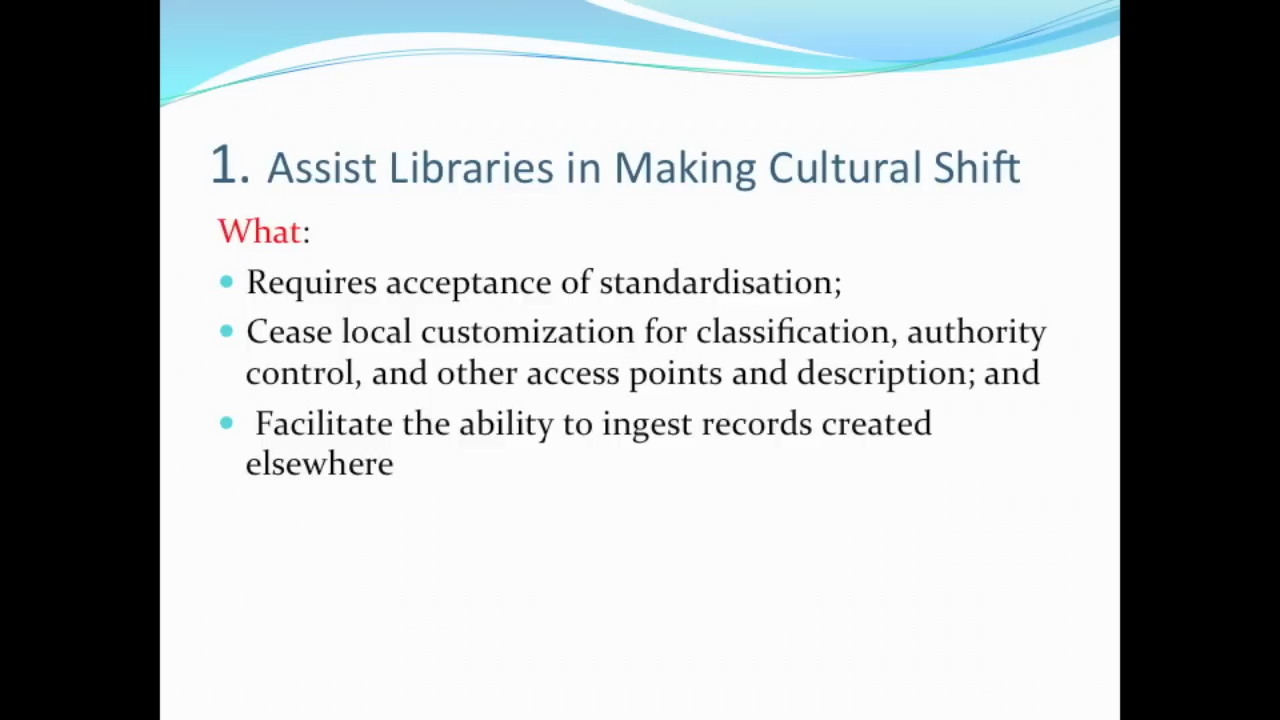 1. Assist Libraries in Making Cultural Shift
What:
• Requires acceptance of standardisation;
• Cease local customization for classification, authority
control, and other access points and description; and
• Facilitate the ability to ingest records created
elsewhere